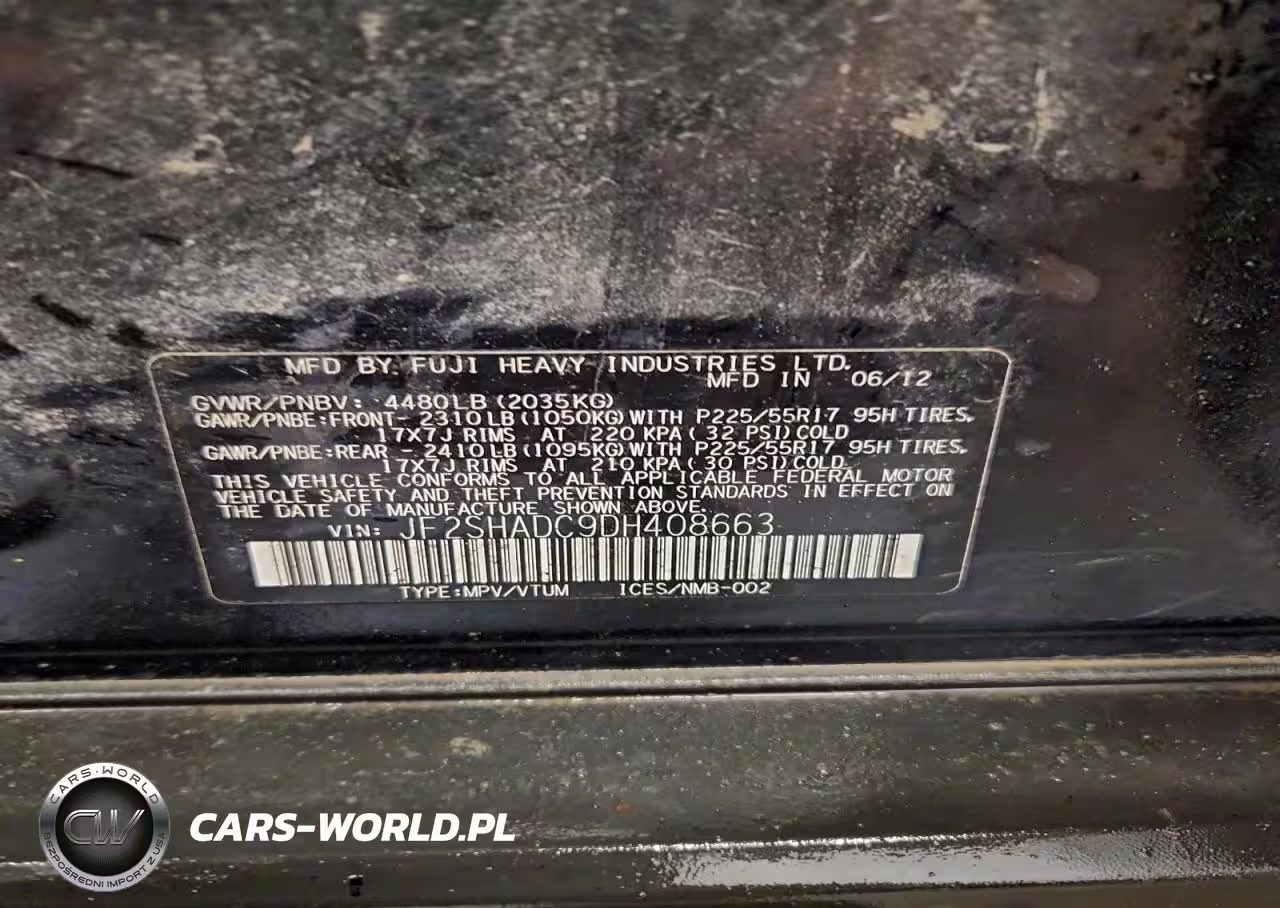 MFD BY. FUJI HEAVY INDUSTRIES LTD.
MFD IN 06/12
GVWR/PNBV: 4480LB(2035KG)
GAWR/PNBE:FRONT- 2310LB(1050KG)WITH P225/55R17 95H TIRES.
17X7J RIMS AT 220 KPA( 32 PSI)COLD
GAWR/PNBE:REAR - 2410LB(1095KG)WITH P225/55R17 95H TIRES.
17X7J RIMS AT 210 KPA( 30 PSI)COLD.
THIS VEHICLE CONFORMS TO ALL APPLICABLE FEDERAL MOTOR
VEHICLE SAFETY AND THEFT PREVENTION STANDARDS IN EFFECT ON
THE DATE OF MANUFACTURE SHOWN ABOVE.
VIN: JF2SHADC9DH408663
TYPE:MPV/VTUM ICES/NMB-002
CARS-WORLD
CW
BEZPOŚREDNI IMPORT Z USA
CARS-WORLD.PL